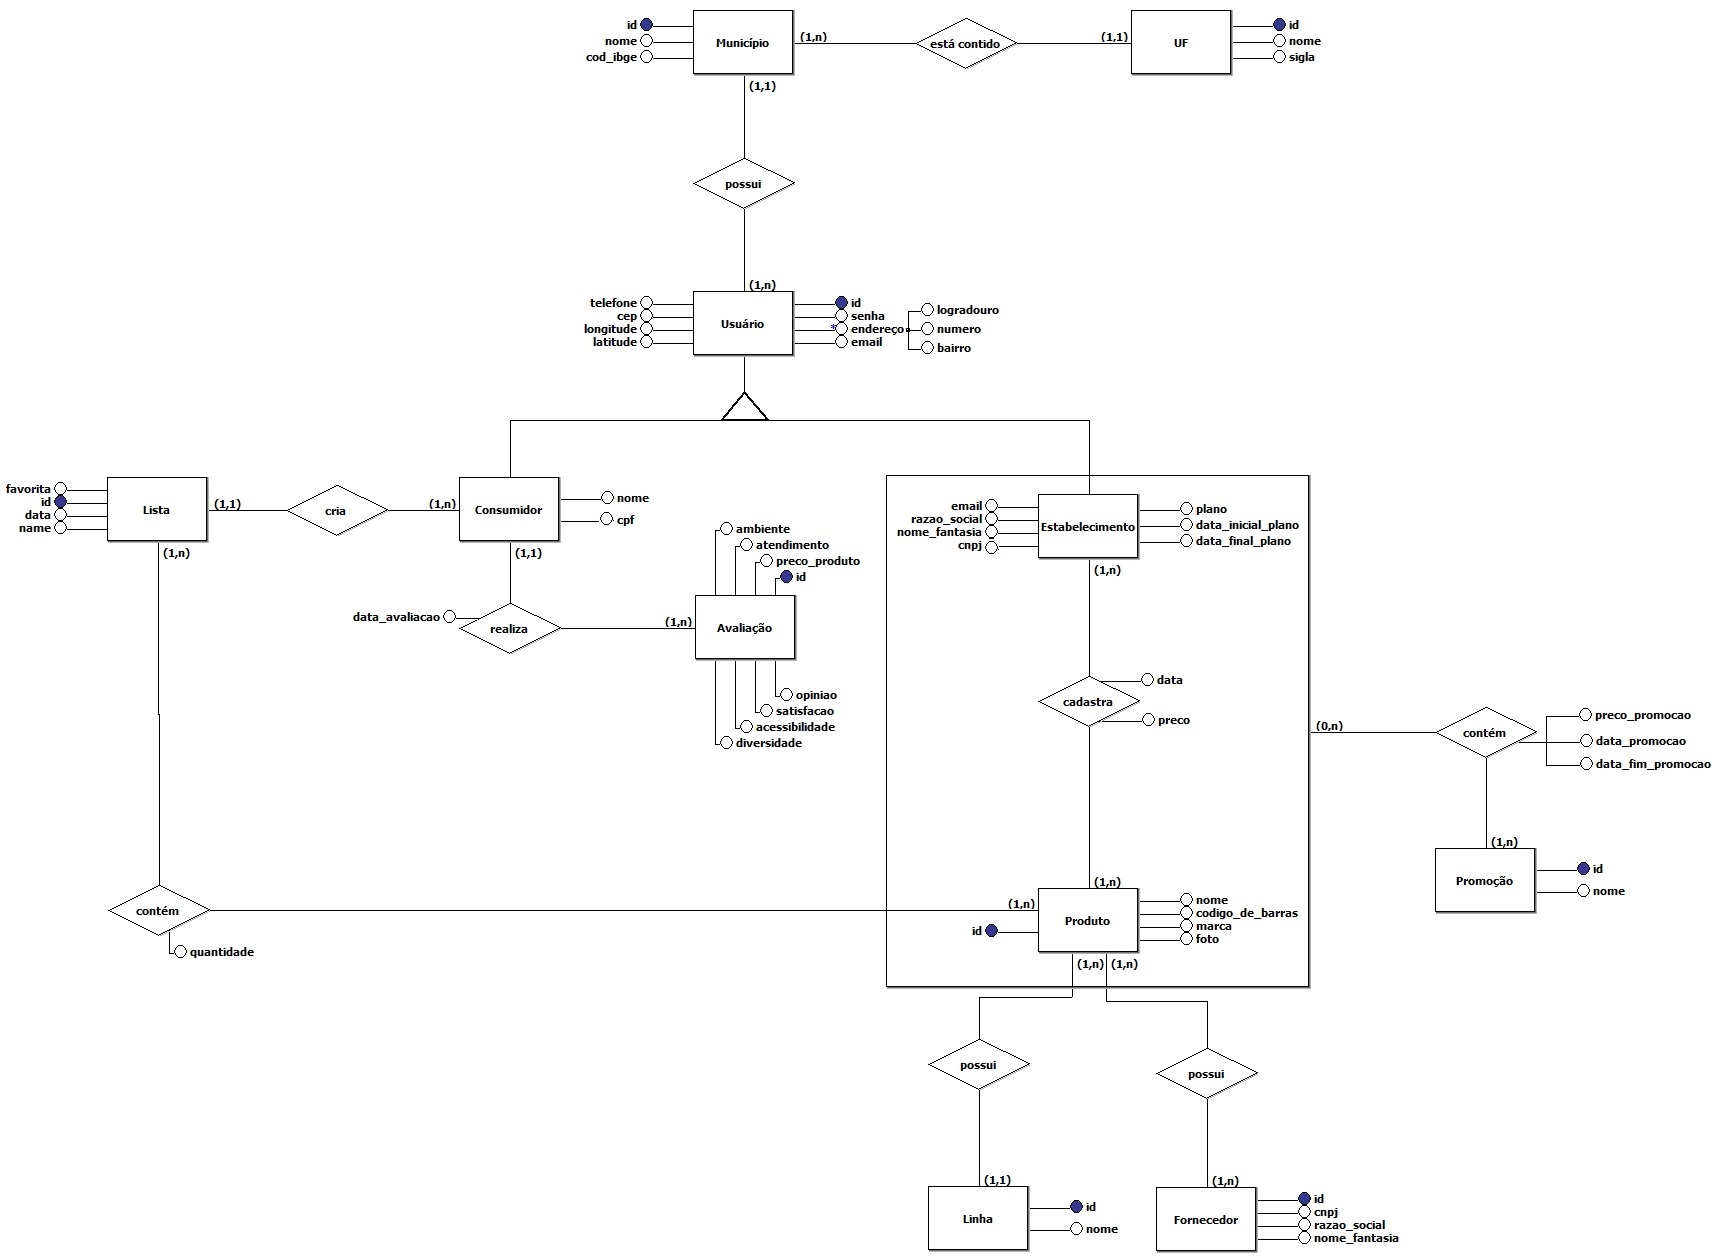 id
nome
cod_ibge
Município
(1,n)
está contido
(1,1)
UF
id
nome
sigla
(1,1)
possui
(1,n)
telefone
cep
longitude
latitude
Usuário
id
senha
*
endereço
email
logradouro
numero
bairro
favorita
id
data
name
Lista
(1,1)
cria
(1,n)
Consumidor
nome
cpf
(1,n)
(1,1)
data_avaliacao
realiza
(1,n)
ambiente
atendimento
preco_produto
id
Avaliação
opiniao
satisfacao
acessibilidade
diversidade
email
razao_social
nome_fantasia
cnpj
Estabelecimento
plano
data_inicial_plano
data_final_plano
(1,n)
cadastra
data
preco
(0,n)
contém
preco_promocao
data_promocao
data_fim_promocao
(1,n)
Promoção
id
nome
contém
quantidade
(1,n)
(1,n)
id
Produto
nome
codigo_de_barras
marca
foto
(1,n)
(1,n)
possui
possui
(1,1)
Linha
id
nome
(1,n)
Fornecedor
id
cnpj
razao_social
nome_fantasia